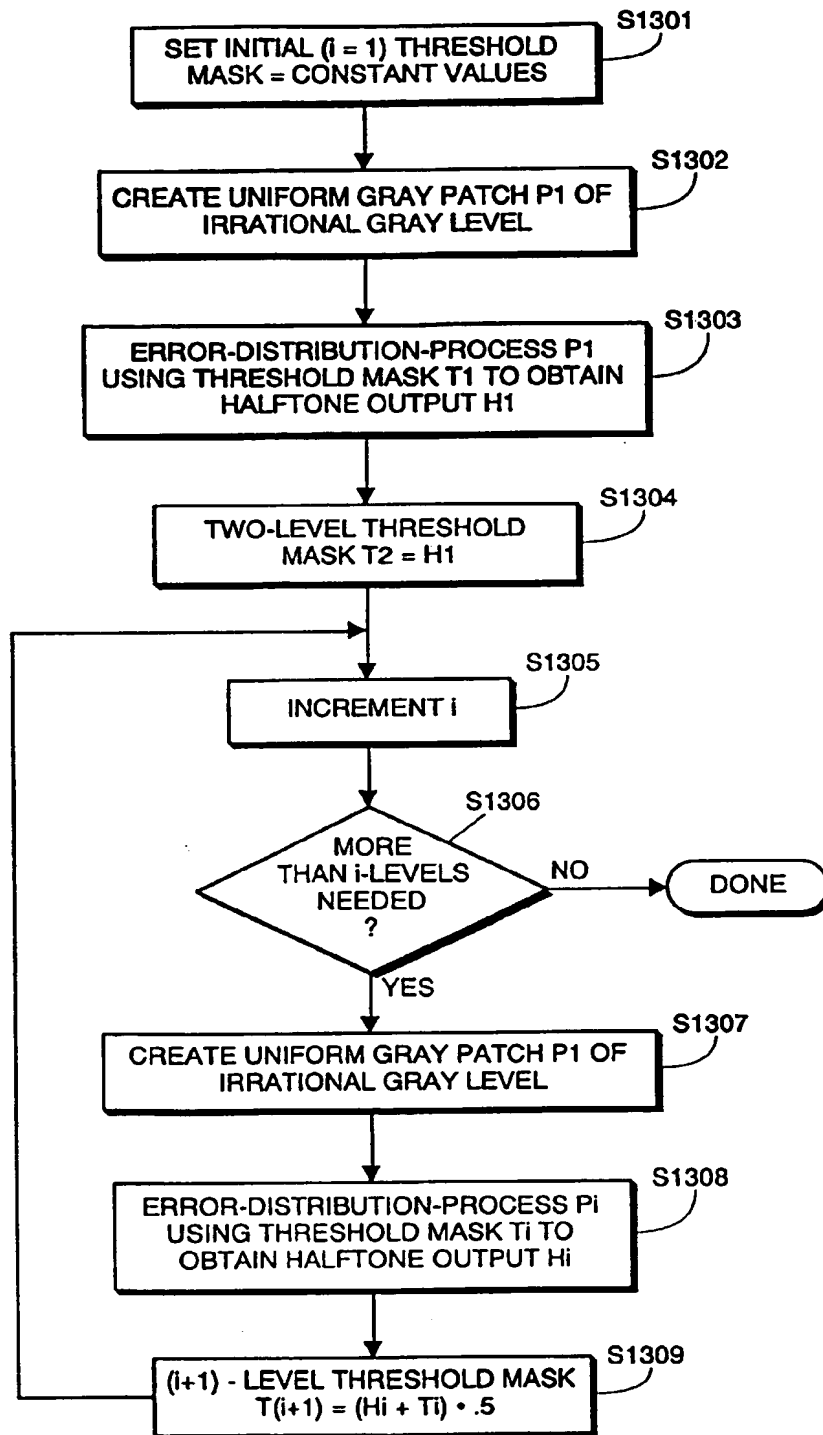 S1301
SET INITIAL (i = 1) THRESHOLD
MASK = CONSTANT VALUES
S1302
CREATE UNIFORM GRAY PATCH P1 OF
IRRATIONAL GRAY LEVEL
S1303
ERROR-DISTRIBUTION-PROCESS P1
USING THRESHOLD MASK T1 TO OBTAIN
HALFTONE OUTPUT H1
S1304
TWO-LEVEL THRESHOLD
MASK T2 = H1
S1305
INCREMENT i
S1306
MORE
THAN i-LEVELS
NEEDED
?
NO
DONE
YES
S1307
CREATE UNIFORM GRAY PATCH P1 OF
IRRATIONAL GRAY LEVEL
S1308
ERROR-DISTRIBUTION-PROCESS Pi
USING THRESHOLD MASK Ti TO
OBTAIN HALFTONE OUTPUT Hi
S1309
(i+1) - LEVEL THRESHOLD MASK
T(i+1) = (Hi + Ti) • .5